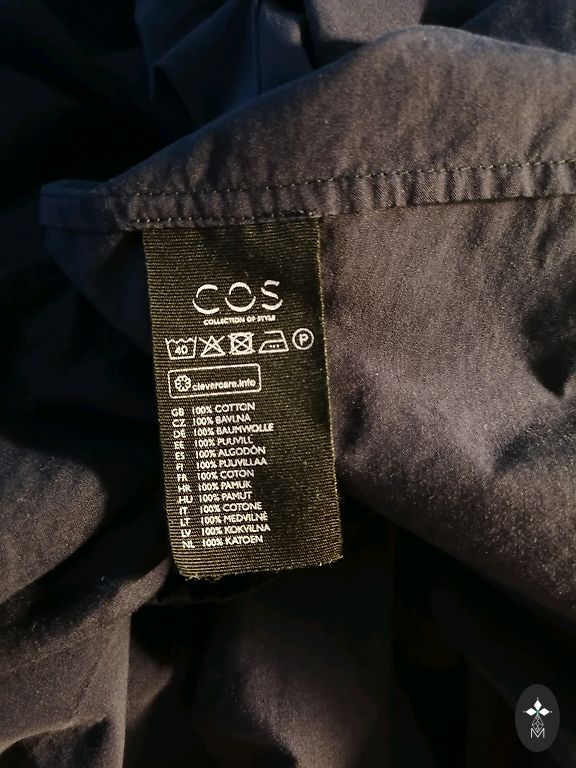 COS
COLLECTION OF STYLE
40 P
clevercare.info
GB 100% COTTON
CZ 100% BAVLNA
DE 100% BAUMWOLLE
EE 100% PUUVILL
ES 100% ALGODÓN
FI 100% PUUVILLAA
FR 100% COTON
HR 100% PAMUK
HU 100% PAMUT
IT 100% COTONE
LT 100% MEDVILNĖ
LV 100% KOKVILNA
NL 100% KATOEN
M